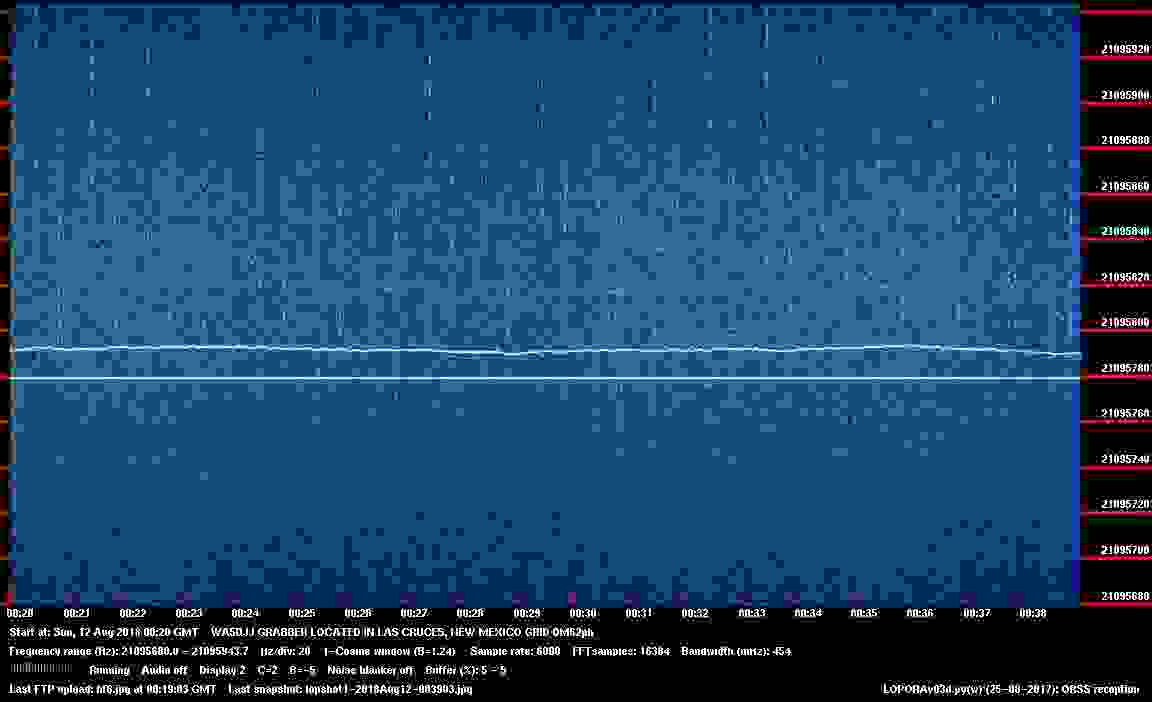 21095920
21095900
21095880
21095860
21095840
21095820
21095800
21095780
21095760
21095740
21095720
21095700
21095680
00:20 00:21 00:22 00:23 00:24 00:25 00:26 00:27 00:28 00:29 00:30 00:31 00:32 00:33 00:34 00:35 00:36 00:37 00:38
Start at: Sun, 12 Aug 2018 00:20 GMT GRABBER LOCATED IN LAS CRUCES, NEW MEXICO GRID DM62ph
Frequency range (Hz): 21095680.0 - 21095943.7 Hz/div: 20 1-Cosine window (B=1.24) Sample rate: 6000 FFTsamples: 16384 Bandwidth (mHz): 454
Running Audio off Display 2 C=2 B=-5 Noise blanker off Buffer (%): 5 - 5
Last FTP upload: hf6.jpg at 00:19:03 GMT Last snapshot: lopshot1-2018Aug12-003903.jpg
LOPORAv03d.py(w) (25-08-2017): QRSS reception